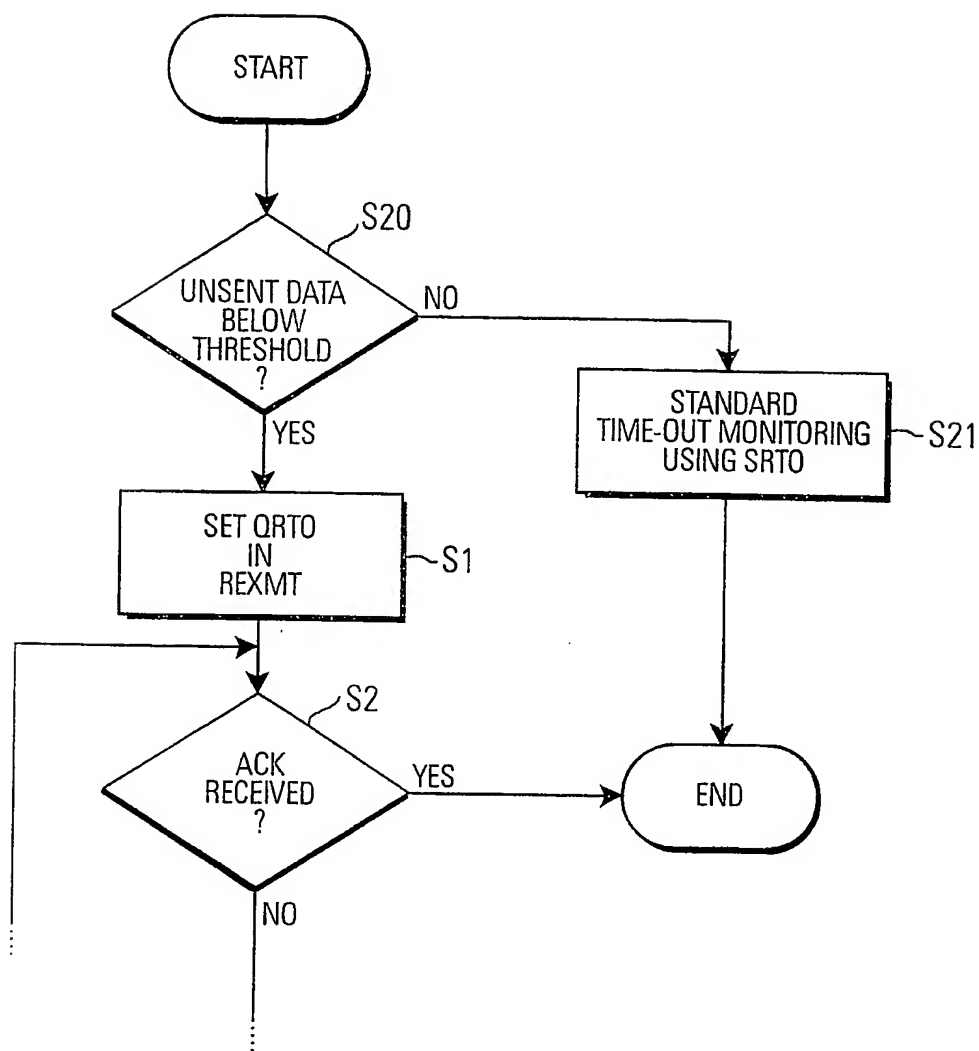 START
S20
UNSENT DATA
BELOW
THRESHOLD
?
NO
YES
STANDARD
TIME-OUT MONITORING
USING SRTO
S21
SET QRTO
IN
REXMT
S1
S2
ACK
RECEIVED
?
YES
END
NO